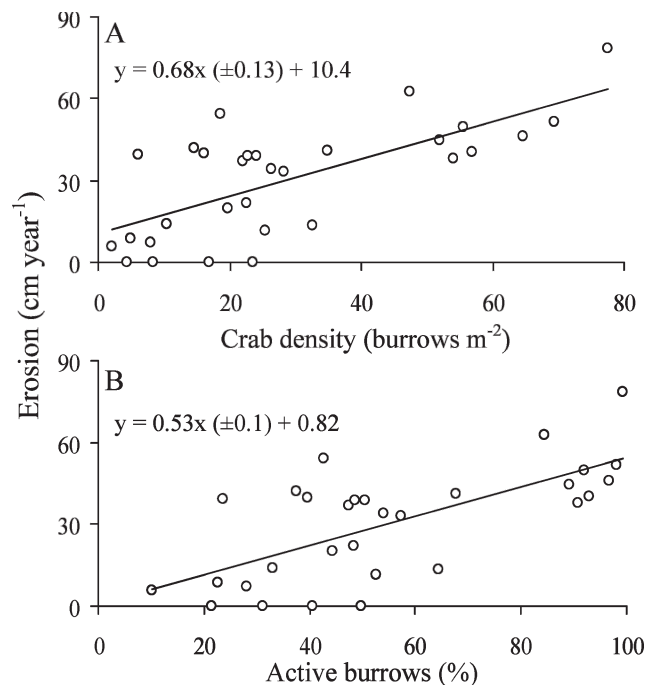 Erosion (cm year⁻¹)
90
A
y = 0.68x (±0.13) + 10.4
60
30
0
0 20 40 60 80
Crab density (burrows m⁻²)
90
B
y = 0.53x (±0.1) + 0.82
60
30
0
0 20 40 60 80 100
Active burrows (%)